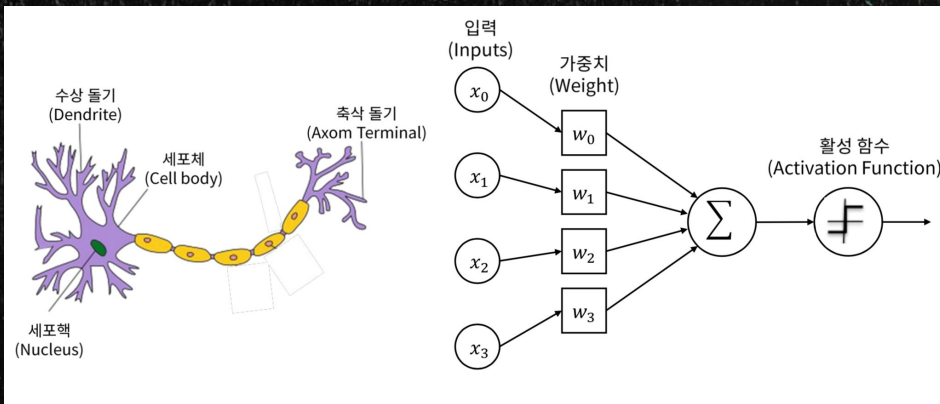 수상 돌기
(Dendrite)
세포체
(Cell body)
축삭 돌기
(Axom Terminal)
세포핵
(Nucleus)
입력
(Inputs)
가중치
(Weight)
x₀
w₀
x₁
w₁
x₂
w₂
x₃
w₃
∑
활성 함수
(Activation Function)